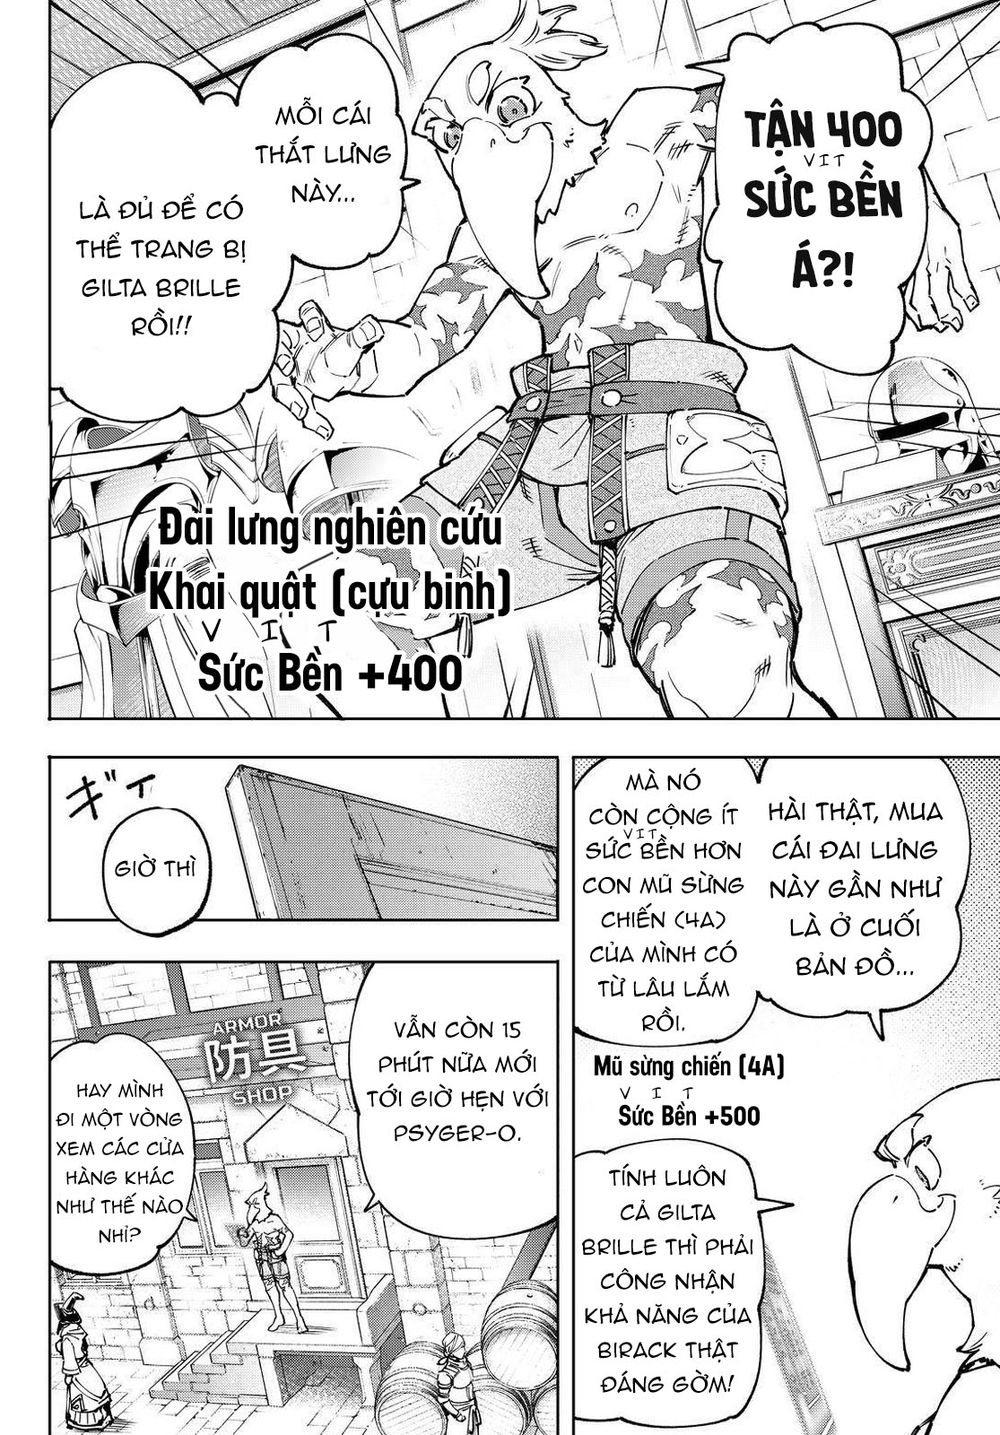 TẬN 400
VIT
SỨC BỀN
Á?!
MỖI CÁI
THẮT LƯNG
NÀY...
LÀ ĐỦ ĐỂ CÓ
THỂ TRANG BỊ
GILTA BRILLE
RỒI!!
Đai lưng nghiên cứu
Khai quật (cựu binh)
V I T
Sức Bền +400
HÀI THẬT, MUA
CÁI ĐAI LƯNG
NÀY GẦN NHƯ
LÀ Ở CUỐI
BẢN ĐỒ...
MÀ NÓ
CÒN CỘNG ÍT
VIT
SỨC BỀN HƠN
CON MŨ SỪNG
CHIẾN (4A)
CỦA MÌNH CÓ
TỪ LÂU LẮM
RỒI.
Mũ sừng chiến (4A)
V I T
Sức Bền +500
TÍNH LUÔN
CẢ GILTA
BRILLE THÌ PHẢI
CÔNG NHẬN
KHẢ NĂNG CỦA
BIRACK THẬT
ĐÁNG GỜM!
ギィ
GIỜ THÌ
VẪN CÒN 15
PHÚT NỮA MỚI
TỚI GIỜ HẸN VỚI
PSYGER-0.
ARMOR
防具
SHOP
HAY MÌNH
ĐI MỘT VÒNG
XEM CÁC CỬA
HÀNG KHÁC
NHƯ THẾ NÀO
NHỈ?